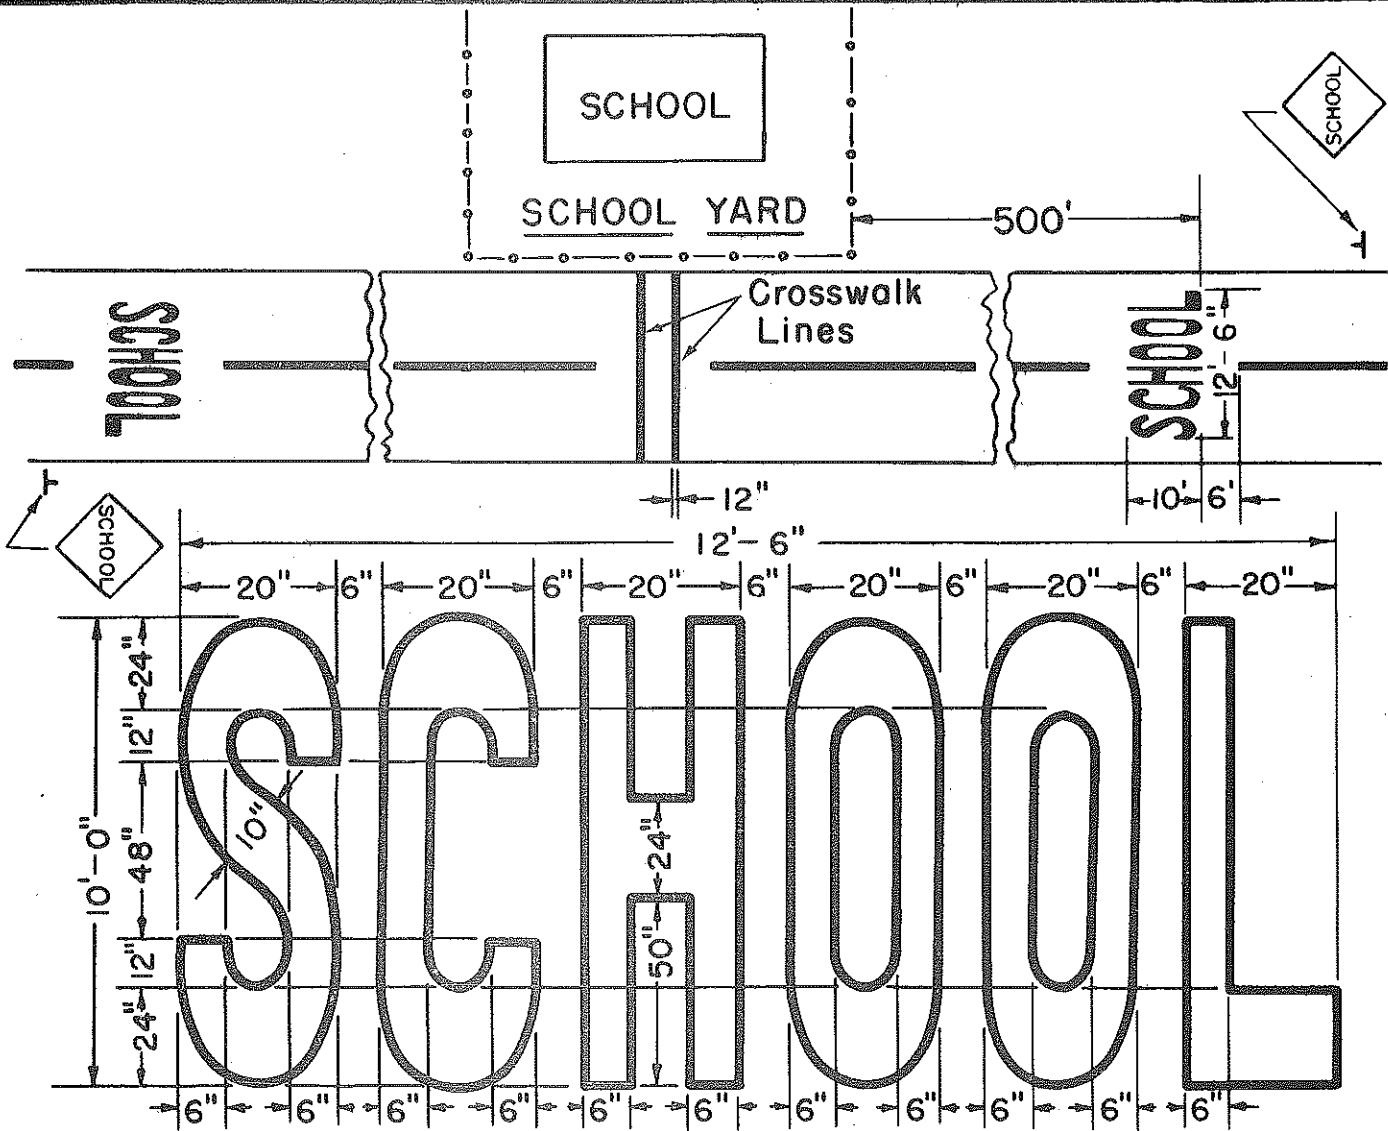 SCHOOL
SCHOOL
SCHOOL YARD
500'
Crosswalk
Lines
SCHOOL
SCHOOL
12'-6"
12"
10' 6'
SCHOOL
12'-6"
20" 6" 20" 6" 20" 6" 20" 6" 20" 6" 20"
24"
12"
10"
48"
24"
10'-0"
12"
50"
24"
SCHOOL
6" 6" 6" 6" 6" 6" 6" 6" 6" 6" 6"